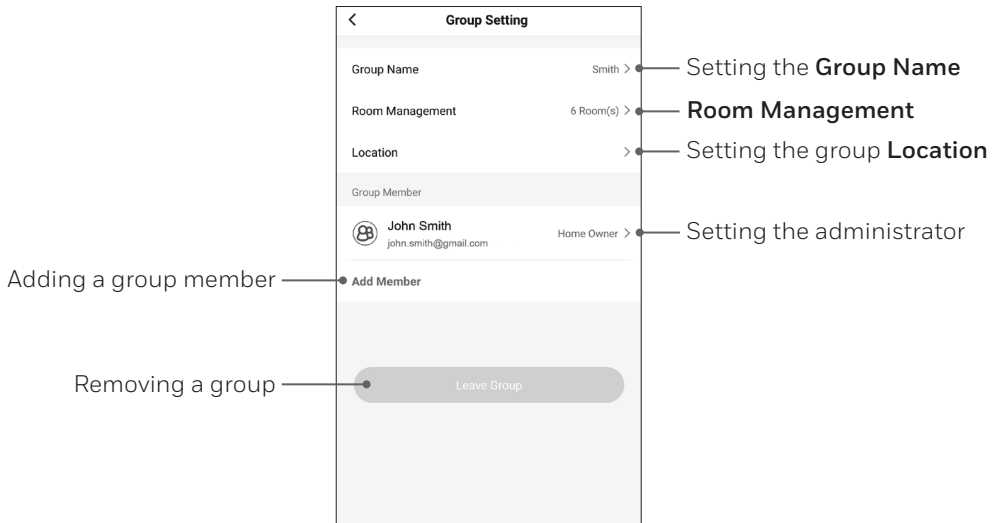 Group Setting
Group Name Smith
Setting the Group Name
Room Management 6 Room(s)
Room Management
Location
Setting the group Location
Group Member
John Smith
john.smith@gmail.com
Home Owner
Setting the administrator
Adding a group member
Add Member
Removing a group
Leave Group